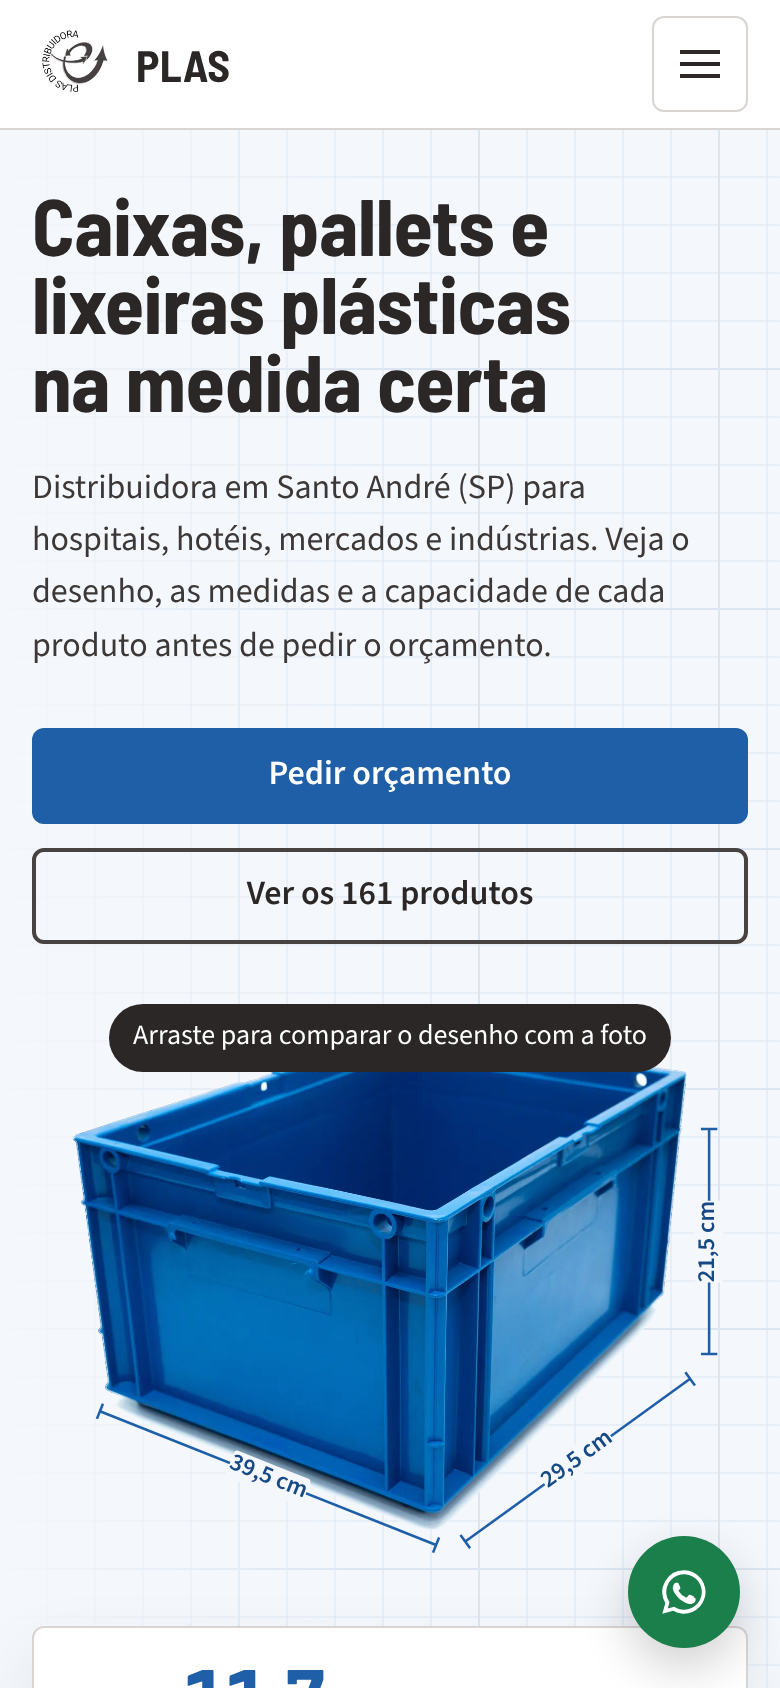 PLAS DISTRIBUIDORA
PLAS
Caixas, pallets e
lixeiras plásticas
na medida certa
Distribuidora em Santo André (SP) para
hospitais, hotéis, mercados e indústrias. Veja o
desenho, as medidas e a capacidade de cada
produto antes de pedir o orçamento.
Pedir orçamento
Ver os 161 produtos
Arraste para comparar o desenho com a foto
21,5 cm
39,5 cm
29,5 cm